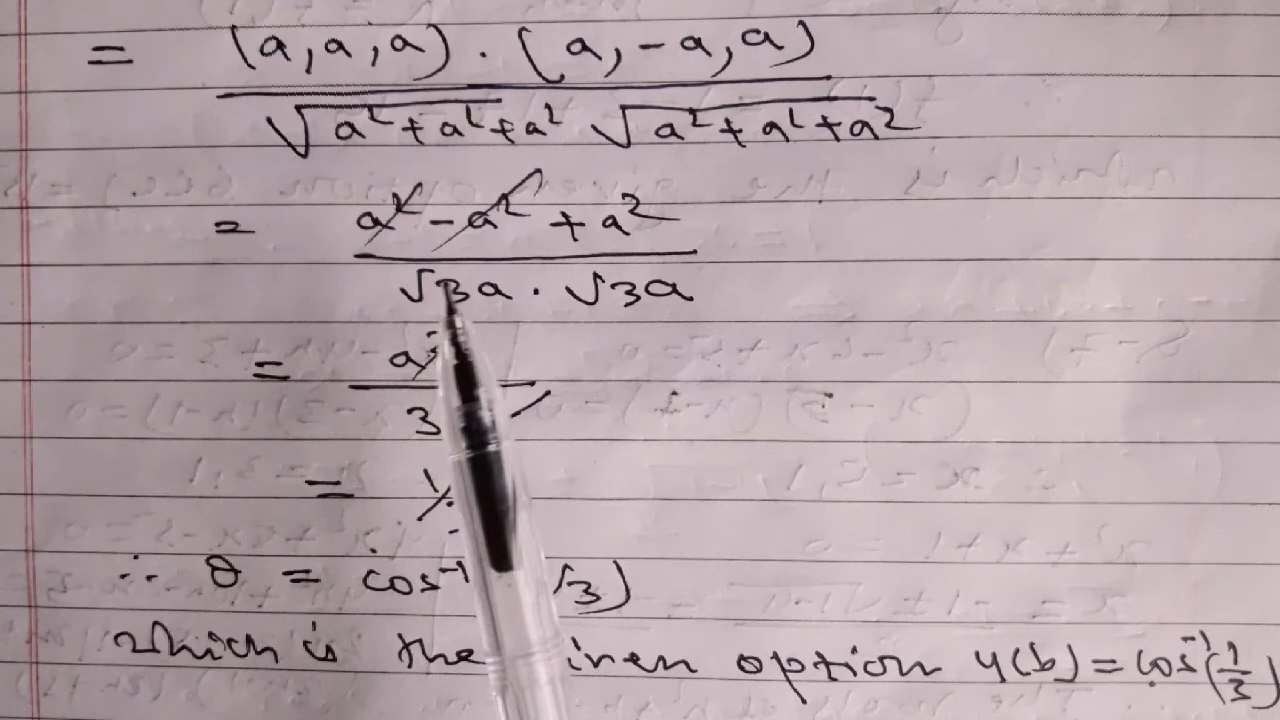 = (a, a, a) . (a, -a, a)
√a²+a²+a² √a²+a²+a²
= a² - a² + a²
√3a . √3a
= a
3
=
∴ θ = cos⁻¹ 3)
which is the option 4(b) = cos⁻¹(1/3)